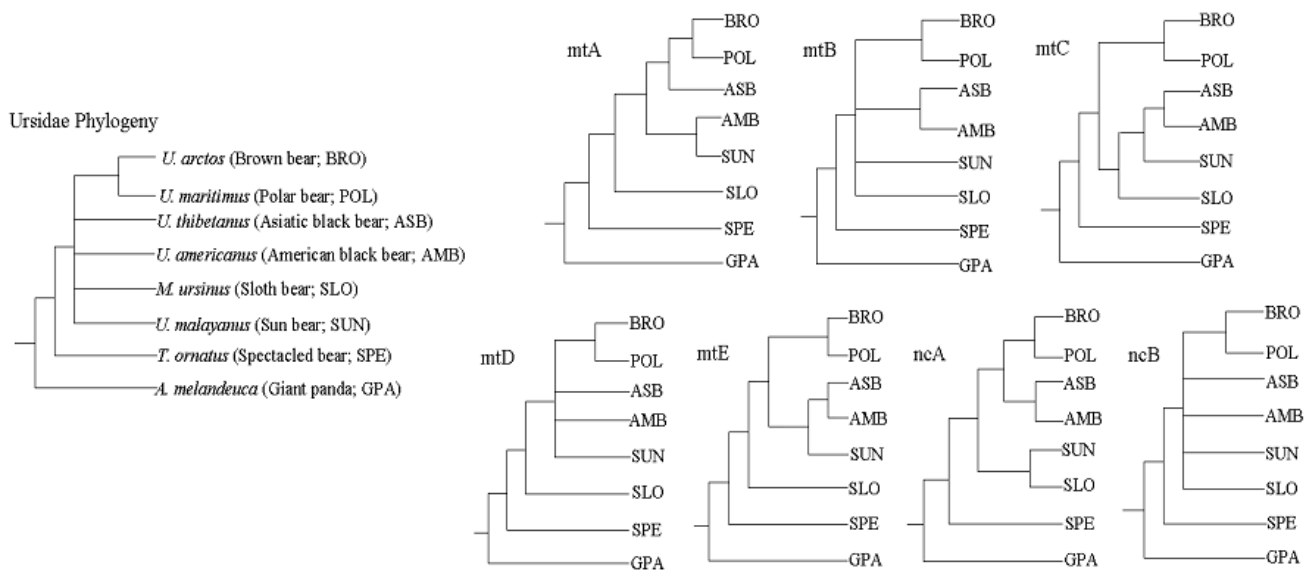 Ursidae Phylogeny
U. arctos (Brown bear; BRO)
U. maritimus (Polar bear; POL)
U. thibetanus (Asiatic black bear; ASB)
U. americanus (American black bear; AMB)
M. ursinus (Sloth bear; SLO)
U. malayanus (Sun bear; SUN)
T. ornatus (Spectacled bear; SPE)
A. melandeuca (Giant panda; GPA)
mtA
BRO
POL
ASB
AMB
SUN
SLO
SPE
GPA
mtB
BRO
POL
ASB
AMB
SUN
SLO
SPE
GPA
mtC
BRO
POL
ASB
AMB
SUN
SLO
SPE
GPA
mtD
BRO
POL
ASB
AMB
SUN
SLO
SPE
GPA
mtE
BRO
POL
ASB
AMB
SUN
SLO
SPE
GPA
ncA
BRO
POL
ASB
AMB
SUN
SLO
SPE
GPA
ncB
BRO
POL
ASB
AMB
SUN
SLO
SPE
GPA